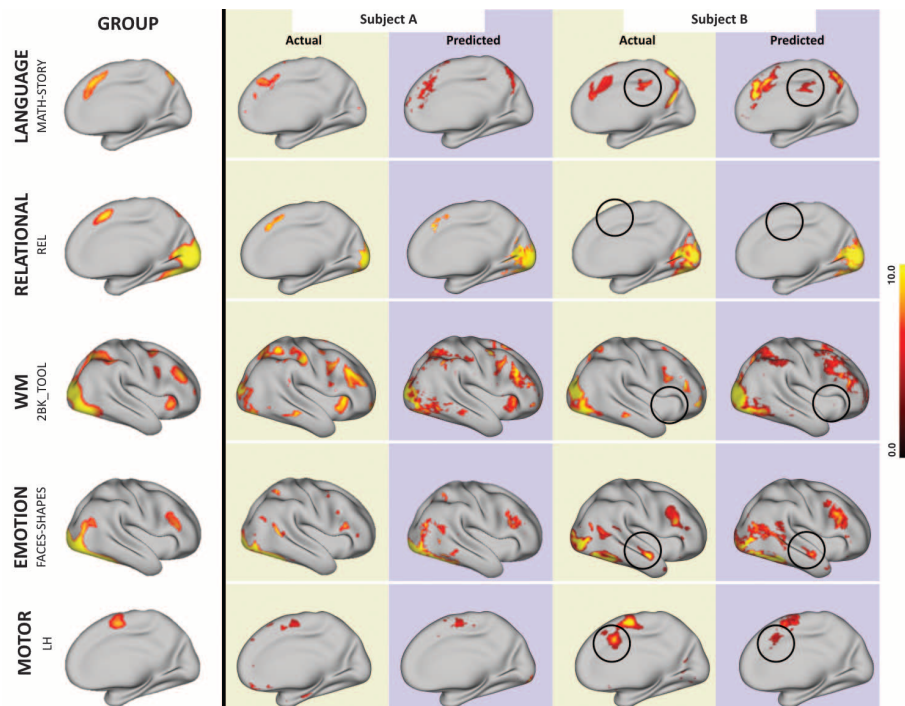 GROUP
Subject A
Subject B
Actual
Predicted
Actual
Predicted
LANGUAGE
MATH-STORY
RELATIONAL
REL
WM
2BK_TOOL
EMOTION
FACES-SHAPES
MOTOR
LH
10.0
0.0